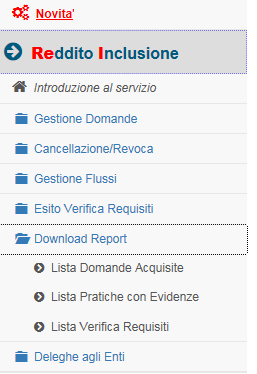 Novita'
Reddito Inclusione
Introduzione al servizio
Gestione Domande
Cancellazione/Revoca
Gestione Flussi
Esito Verifica Requisiti
Download Report
Lista Domande Acquisite
Lista Pratiche con Evidenze
Lista Verifica Requisiti
Deleghe agli Enti